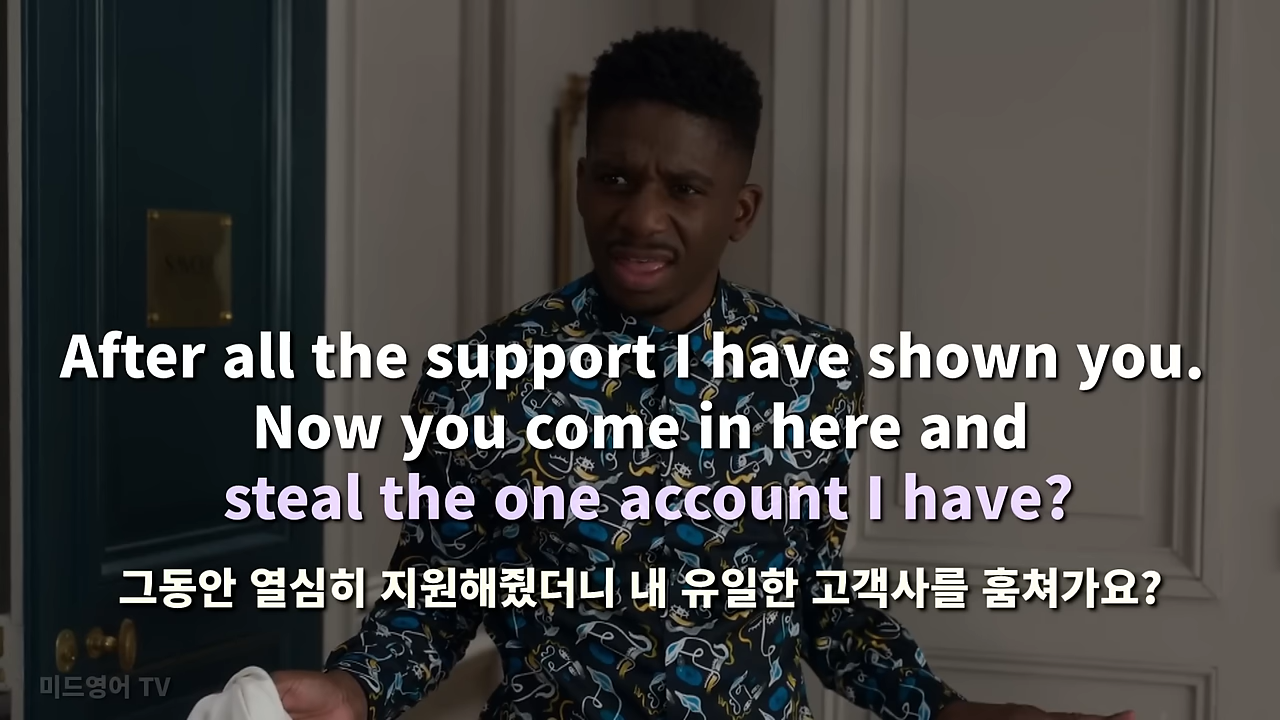 After all the support I have shown you.
Now you come in here and
steal the one account I have?
그동안 열심히 지원해줬더니 내 유일한 고객사를 훔쳐가요?
미드영어 TV